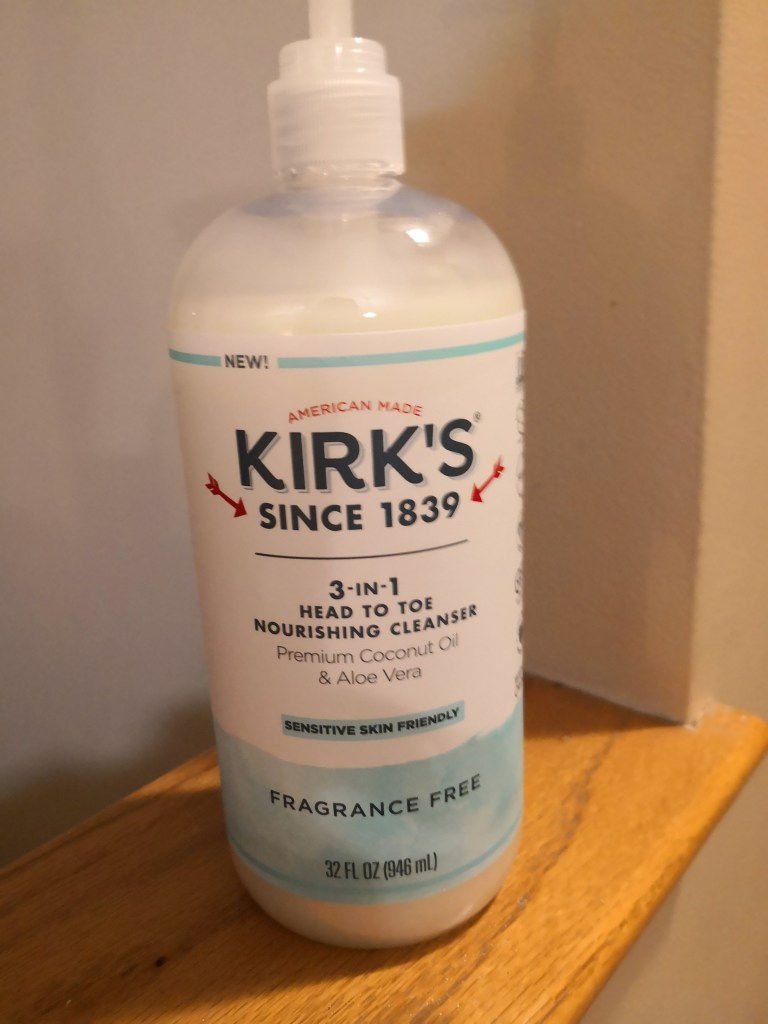 NEW!
AMERICAN MADE
KIRK'S®
SINCE 1839
3-IN-1
HEAD TO TOE
NOURISHING CLEANSER
Premium Coconut Oil
& Aloe Vera
SENSITIVE SKIN FRIENDLY
FRAGRANCE FREE
32 FL OZ (946 mL)